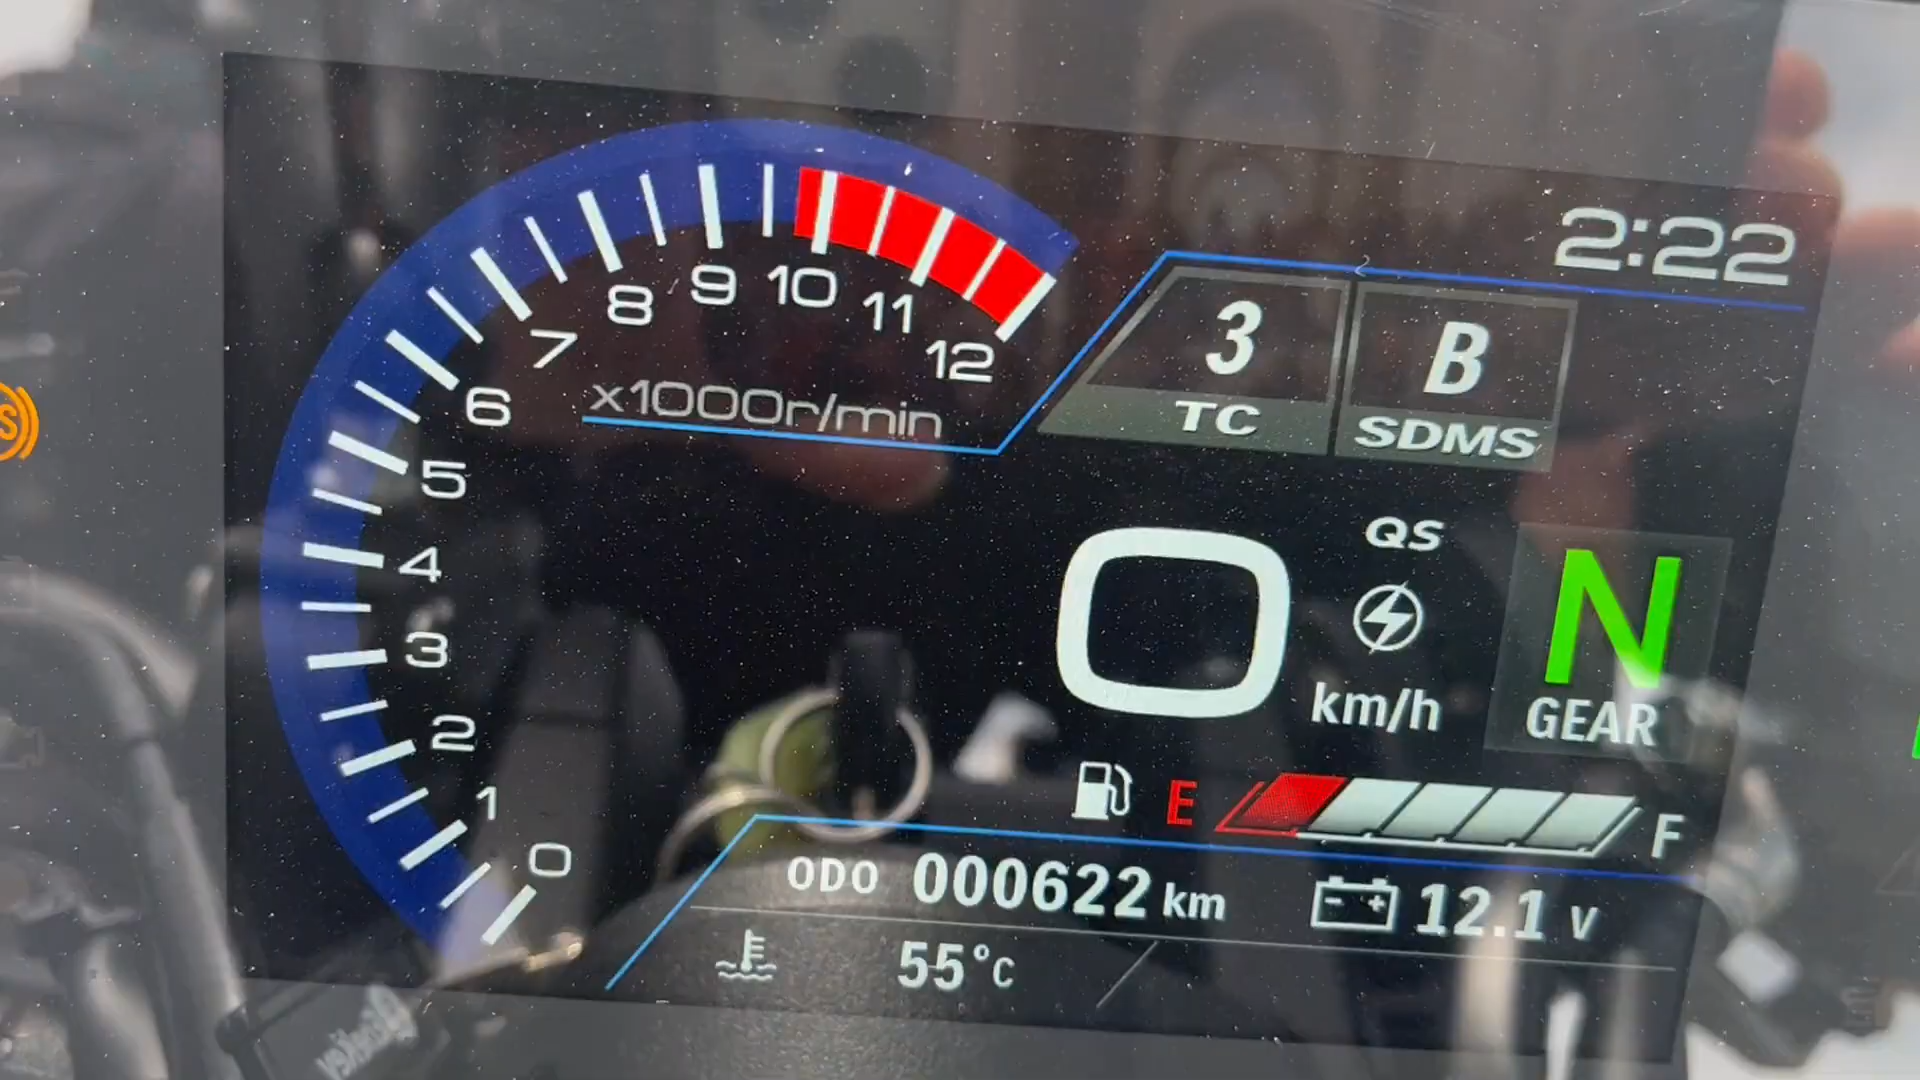 2:22
8 9 10 11
7 12
x1000r/min
6
5
4
3
2
1
0
3 B
TC SDMS
QS
0 N
km/h GEAR
E F
ODO 000622 km 12.1 V
55°C